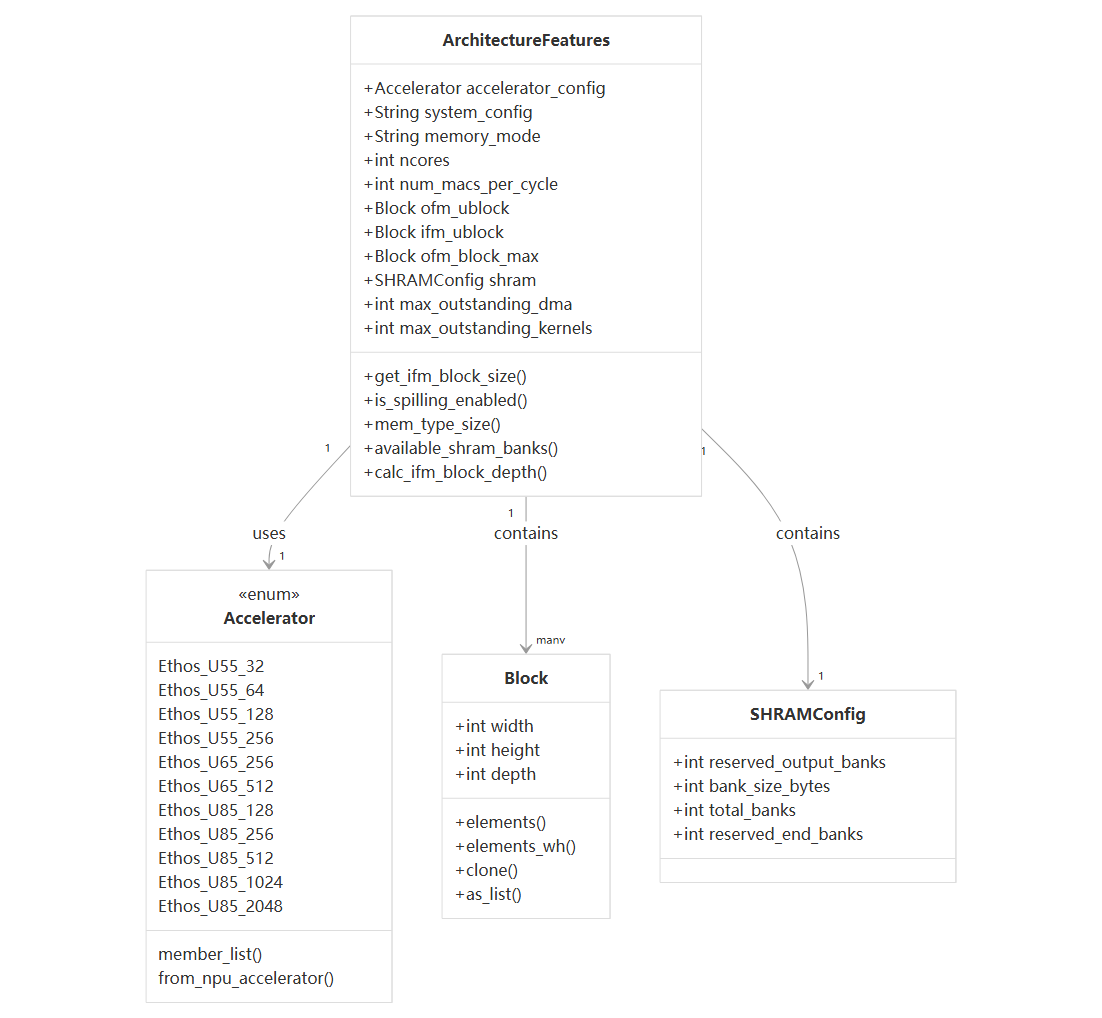 ArchitectureFeatures
+Accelerator accelerator_config
+String system_config
+String memory_mode
+int ncores
+int num_macs_per_cycle
+Block ofm_ublock
+Block ifm_ublock
+Block ofm_block_max
+SHRAMConfig shram
+int max_outstanding_dma
+int max_outstanding_kernels
+get_ifm_block_size()
+is_spilling_enabled()
+mem_type_size()
+available_shram_banks()
+calc_ifm_block_depth()
1
1
1
uses
contains
contains
1
many
1
«enum»
Accelerator
Ethos_U55_32
Ethos_U55_64
Ethos_U55_128
Ethos_U55_256
Ethos_U65_256
Ethos_U65_512
Ethos_U85_128
Ethos_U85_256
Ethos_U85_512
Ethos_U85_1024
Ethos_U85_2048
member_list()
from_npu_accelerator()
Block
+int width
+int height
+int depth
+elements()
+elements_wh()
+clone()
+as_list()
SHRAMConfig
+int reserved_output_banks
+int bank_size_bytes
+int total_banks
+int reserved_end_banks